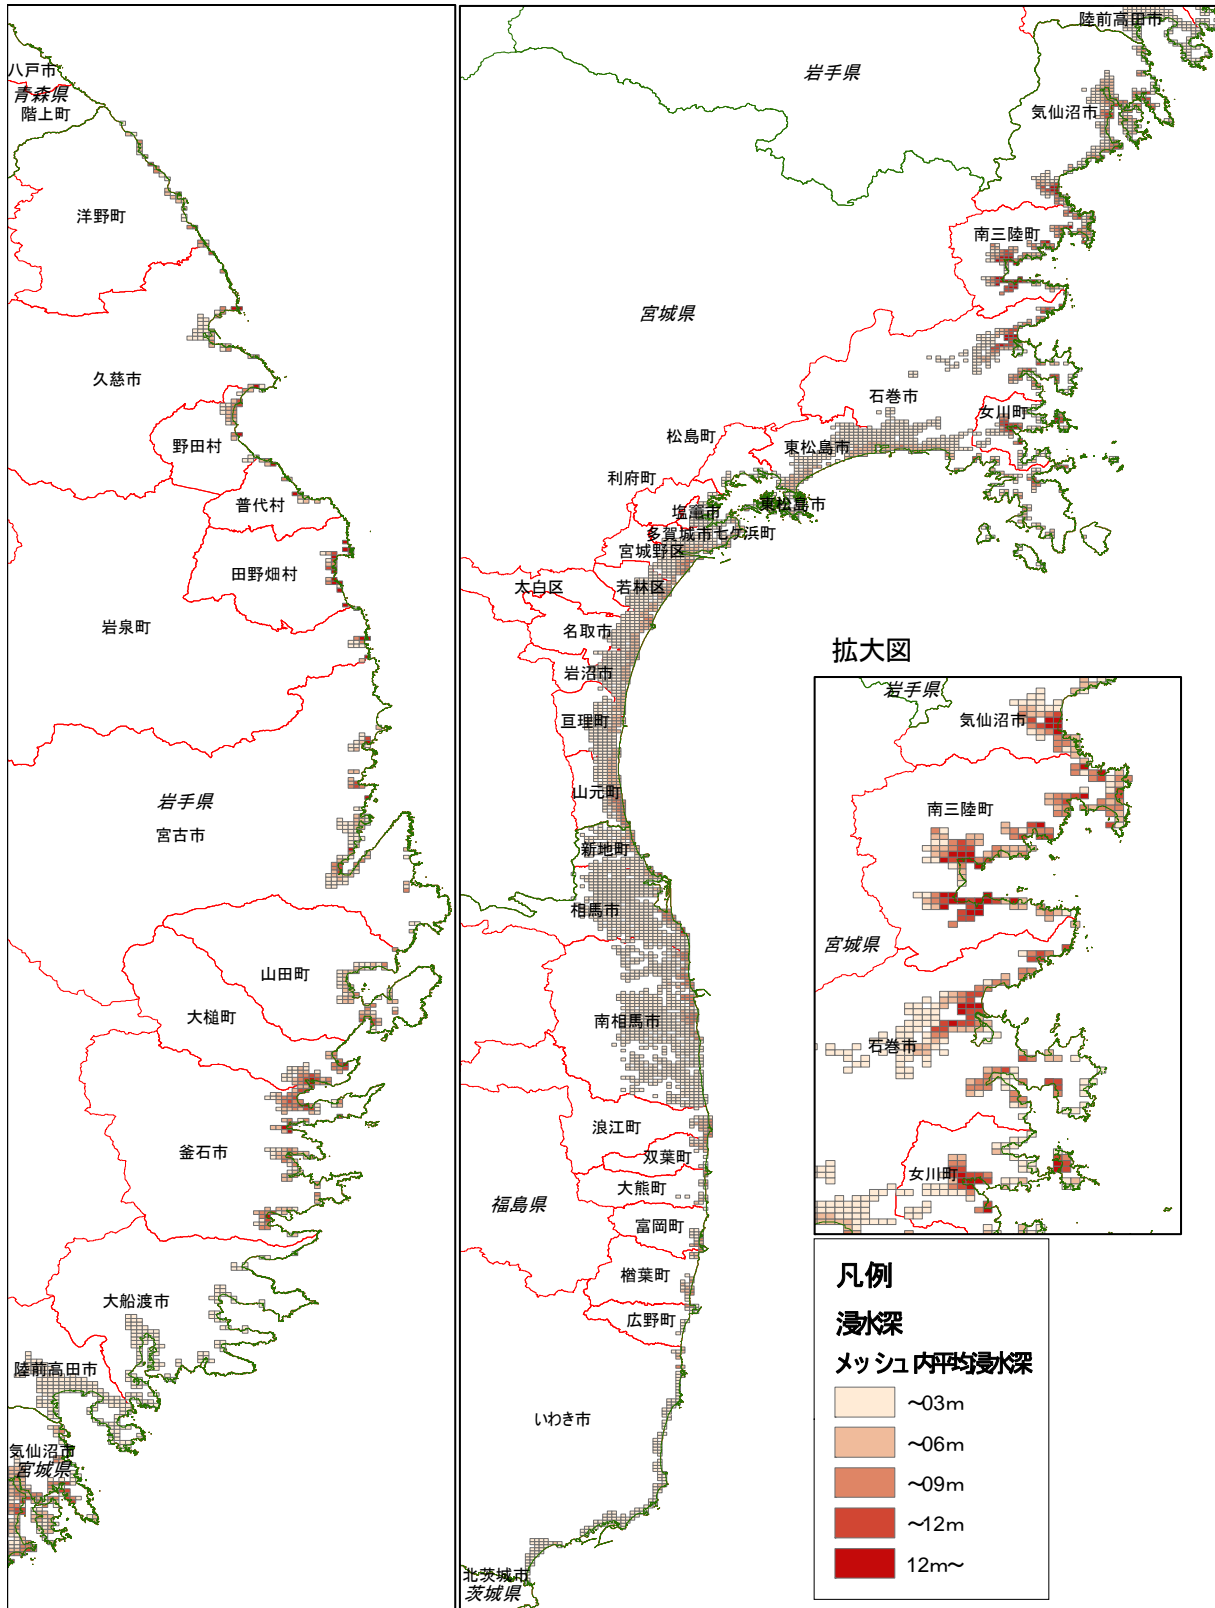 八戸市
青森県
階上町
洋野町
久慈市
野田村
普代村
田野畑村
岩泉町
岩手県
宮古市
山田町
大槌町
釜石市
大船渡市
陸前高田市
気仙沼市
宮城県
陸前高田市
岩手県
気仙沼市
南三陸町
宮城県
石巻市
女川町
松島町
東松島市
利府町
東松島市
塩竈市
多賀城市七ケ浜町
宮城野区
太白区
若林区
名取市
岩沼市
亘理町
山元町
新地町
相馬市
南相馬市
浪江町
双葉町
大熊町
福島県
富岡町
楢葉町
広野町
いわき市
北茨城市
茨城県
拡大図
岩手県
気仙沼市
南三陸町
宮城県
石巻市
女川町
凡例
浸水深
メッシュ内平均浸水深
～03m
～06m
～09m
～12m
12m～